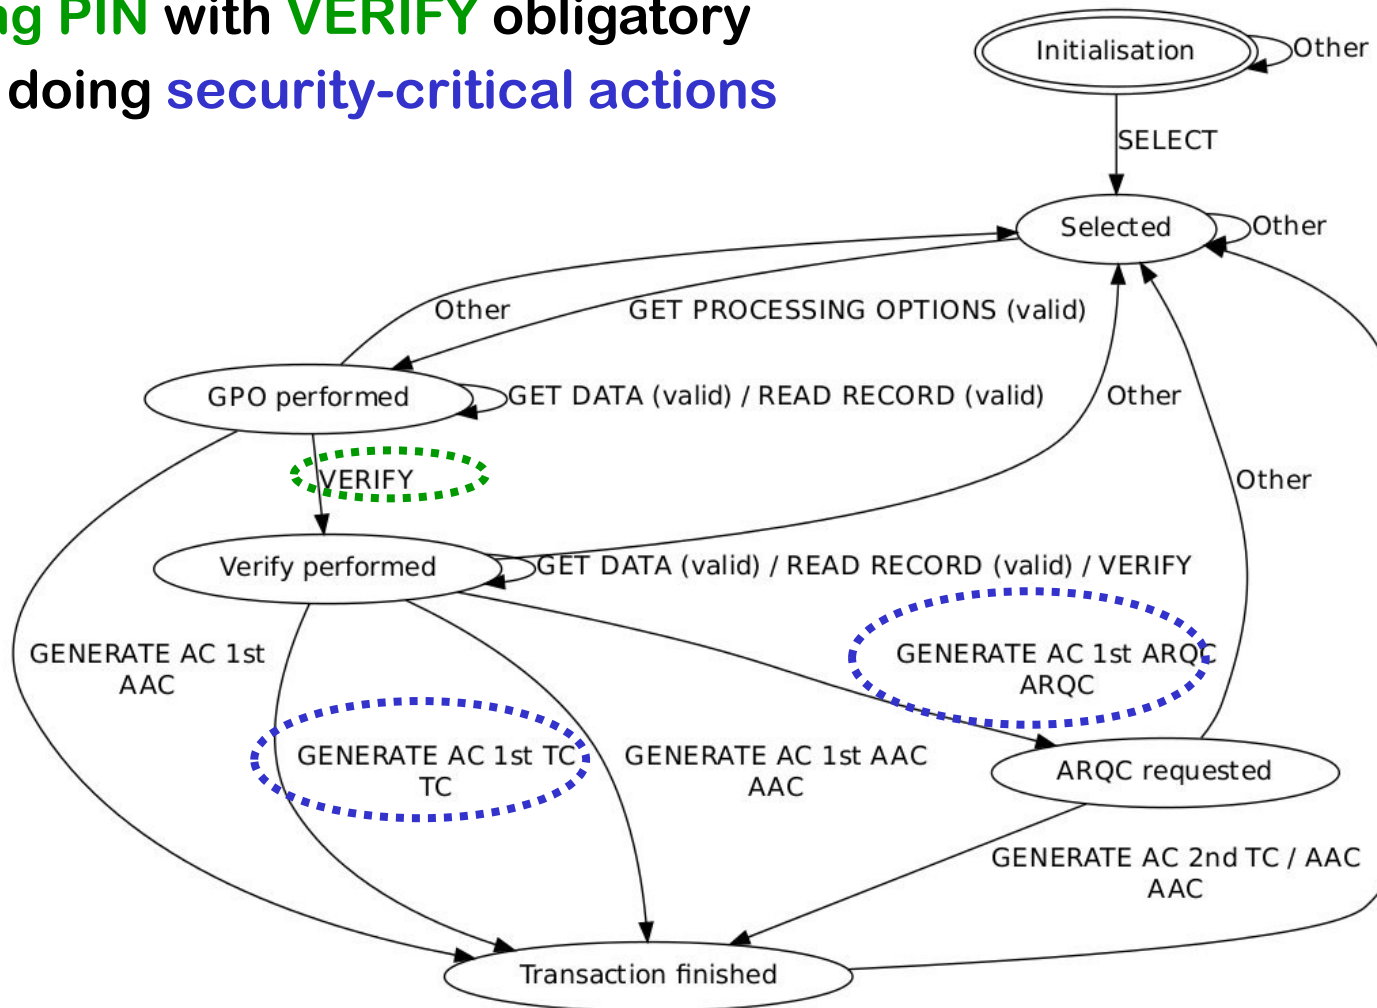 ng PIN with VERIFY obligatory
doing security-critical actions
Initialisation
Other
SELECT
Selected
Other
Other
GET PROCESSING OPTIONS (valid)
GPO performed
GET DATA (valid) / READ RECORD (valid)
Other
VERIFY
Other
Verify performed
GET DATA (valid) / READ RECORD (valid) / VERIFY
GENERATE AC 1st
AAC
GENERATE AC 1st ARQC
ARQC
GENERATE AC 1st TC
TC
GENERATE AC 1st AAC
AAC
ARQC requested
GENERATE AC 2nd TC / AAC
AAC
Transaction finished